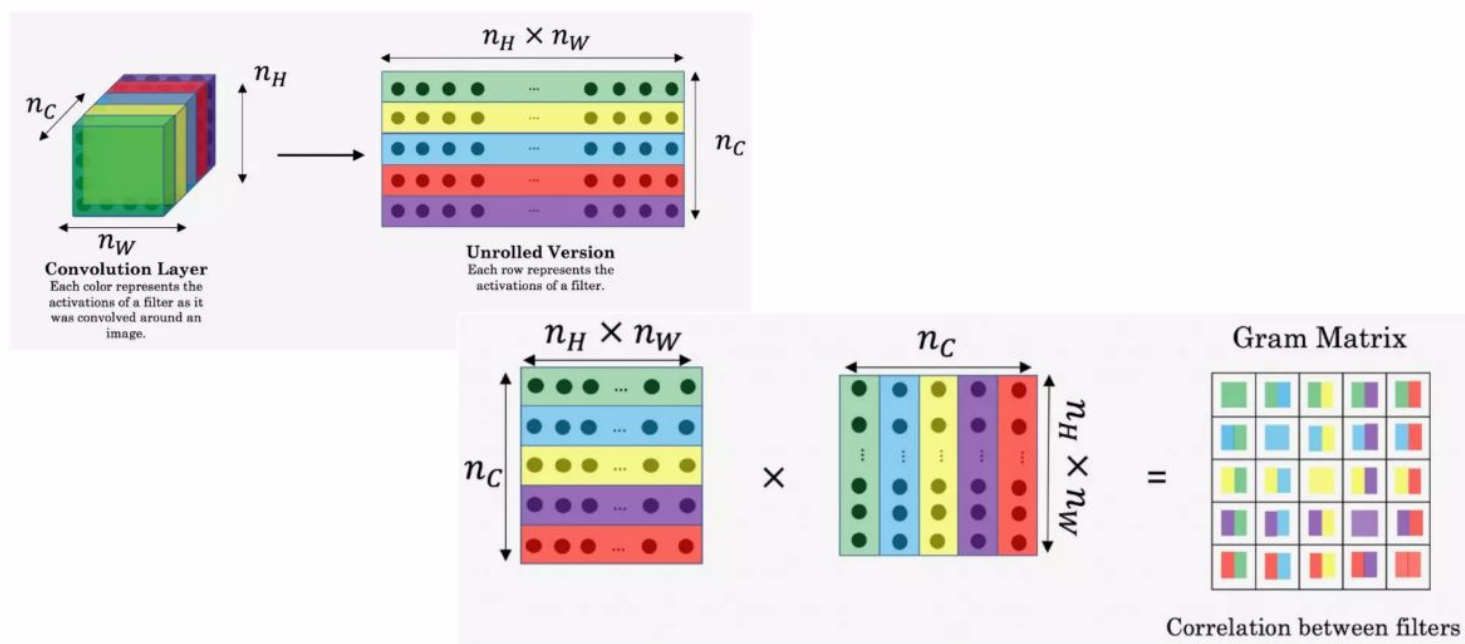 n_H × n_W
n_H
n_C
n_C
n_W
...
...
...
...
...
Convolution Layer
Each color represents the
activations of a filter as it
was convolved around an
image.
Unrolled Version
Each row represents the
activations of a filter.
n_H × n_W
n_C
Gram Matrix
n_C
...
...
...
...
...
×
...
...
...
...
...
n_H × n_W
=
Correlation between filters